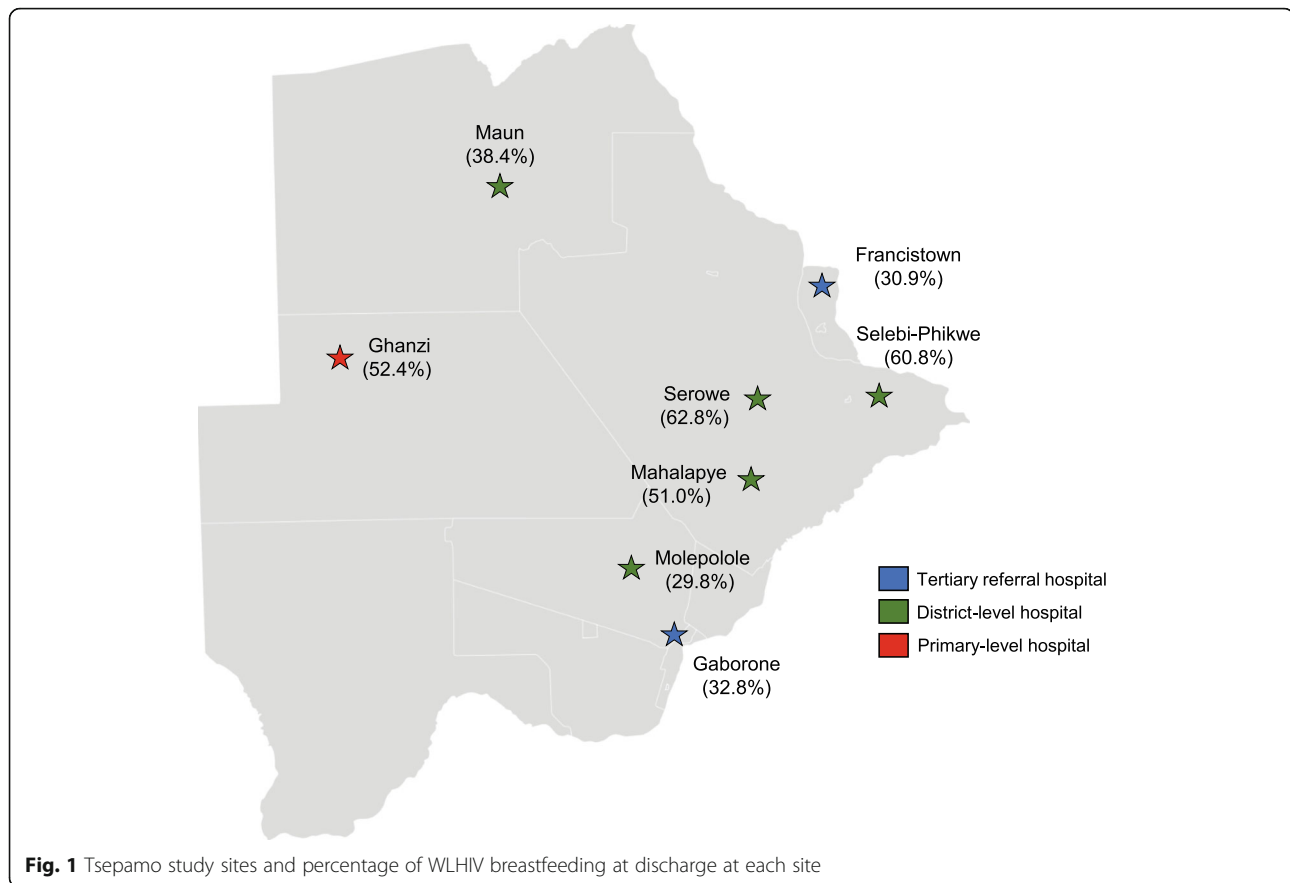 Maun
(38.4%)
Francistown
(30.9%)
Ghanzi
(52.4%)
Selebi-Phikwe
(60.8%)
Serowe
(62.8%)
Mahalapye
(51.0%)
Molepolole
(29.8%)
Gaborone
(32.8%)
Tertiary referral hospital
District-level hospital
Primary-level hospital
Fig. 1 Tsepamo study sites and percentage of WLHIV breastfeeding at discharge at each site